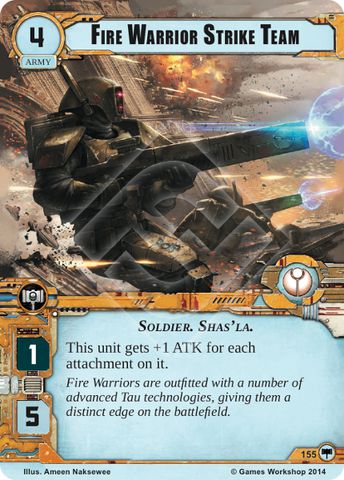 4
ARMY
FIRE WARRIOR STRIKE TEAM
SOLDIER. SHAS'LA.
1
This unit gets +1 ATK for each
attachment on it.
Fire Warriors are outfitted with a number of
advanced Tau technologies, giving them a
distinct edge on the battlefield.
5
155
Illus. Ameen Naksewee
© Games Workshop 2014